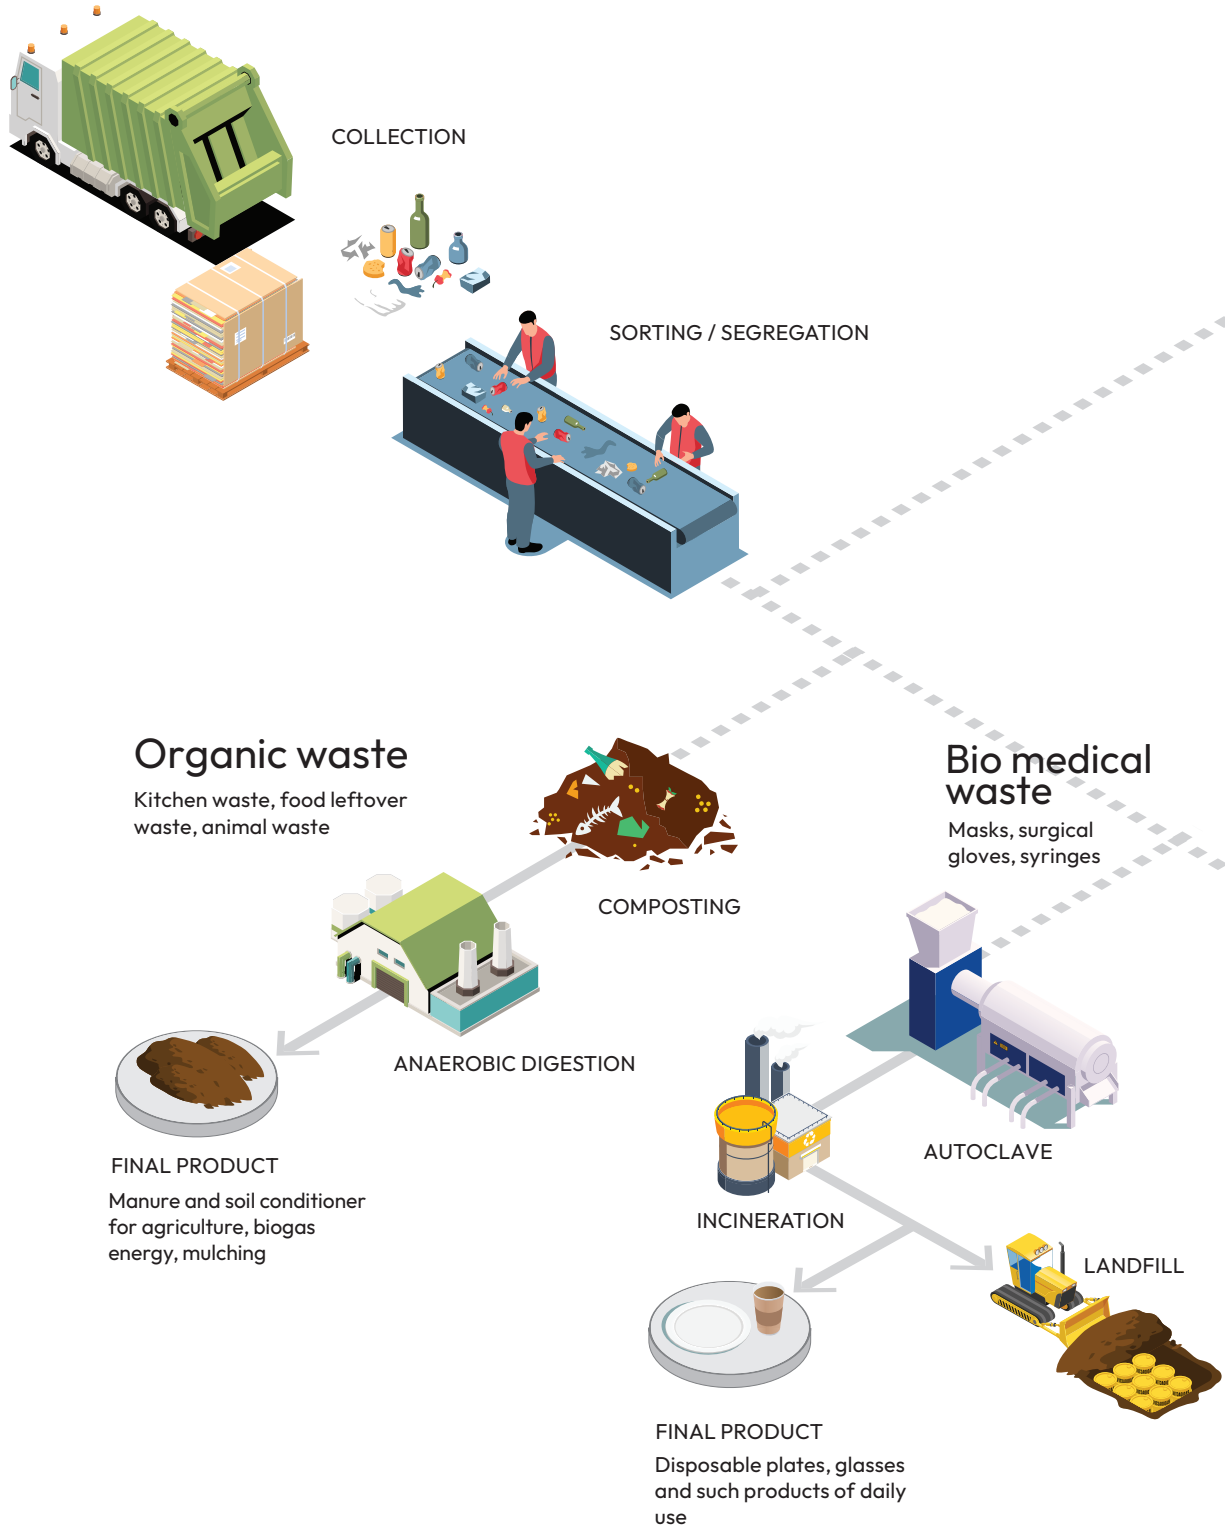 COLLECTION
SORTING / SEGREGATION
Organic waste
Kitchen waste, food leftover
waste, animal waste
COMPOSTING
ANAEROBIC DIGESTION
FINAL PRODUCT
Manure and soil conditioner
for agriculture, biogas
energy, mulching
Bio medical
waste
Masks, surgical
gloves, syringes
AUTOCLAVE
INCINERATION
LANDFILL
FINAL PRODUCT
Disposable plates, glasses
and such products of daily
use